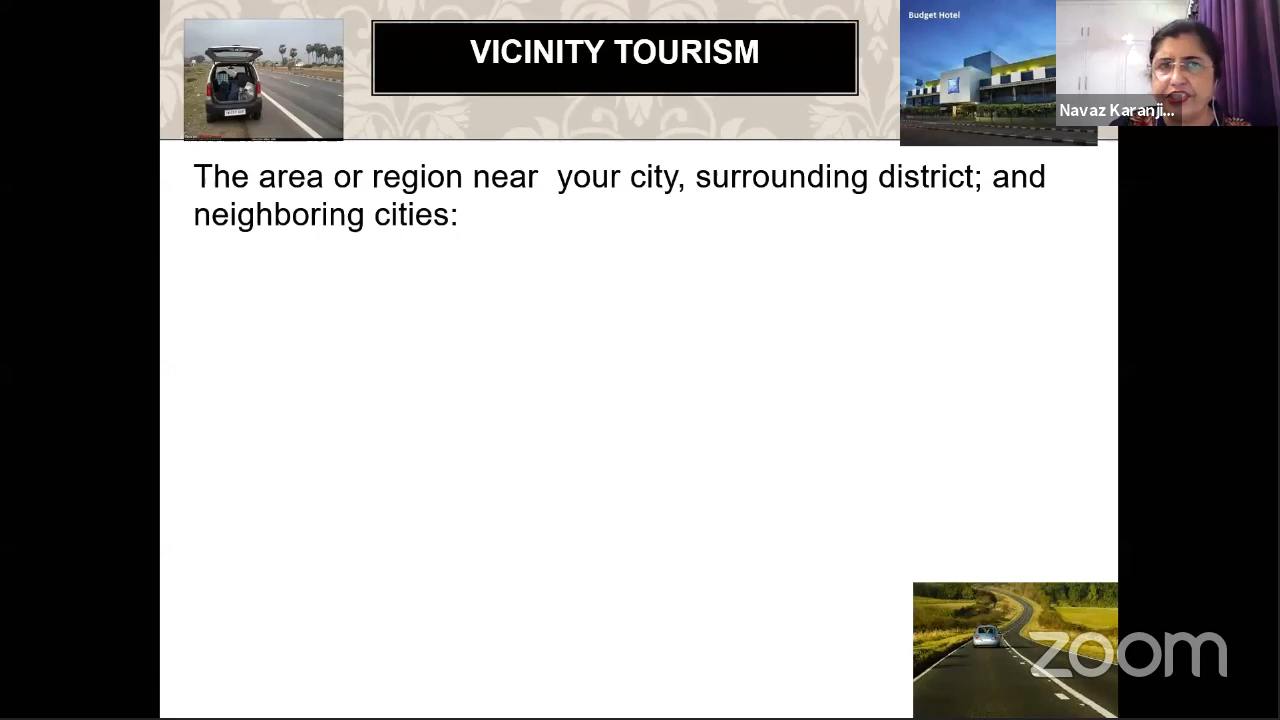 VICINITY TOURISM
Budget Hotel
Navaz Karanji...
The area or region near  your city, surrounding district; and
neighboring cities:
zoom